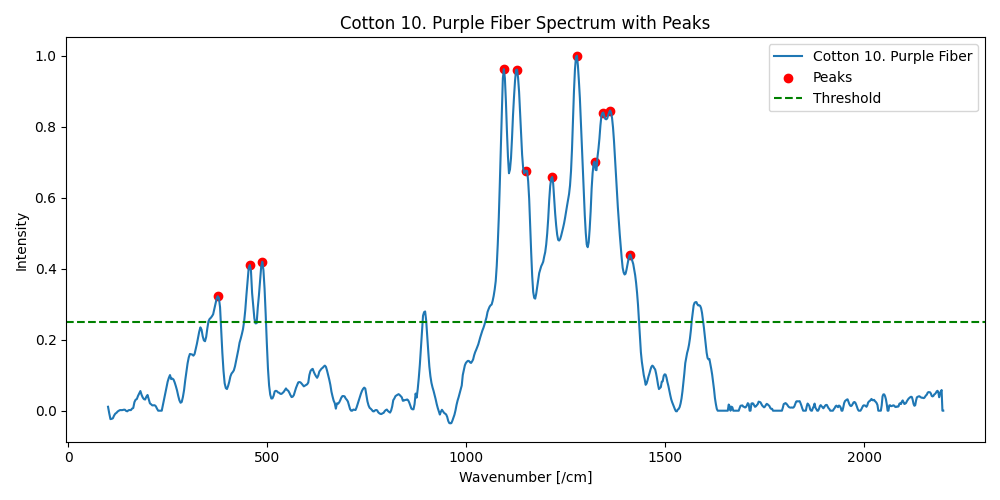 Cotton 10. Purple Fiber Spectrum with Peaks
Cotton 10. Purple Fiber
Peaks
Threshold
Intensity
1.0
0.8
0.6
0.4
0.2
0.0
0
500
1000
1500
2000
Wavenumber [/cm]